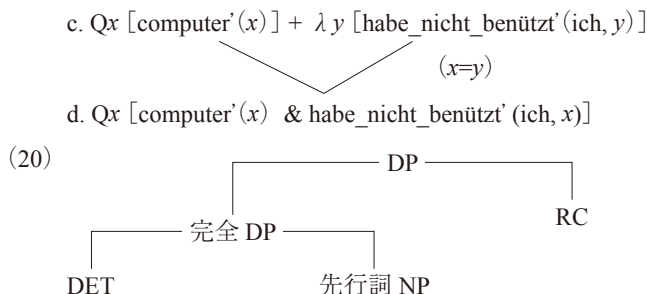 c. Qx [computer’(x)] + λ y [habe_nicht_benützt’(ich, y)]
(x=y)
d. Qx [computer’(x) & habe_nicht_benützt’ (ich, x)]
(20)
DP
完全 DP
RC
DET
先行詞 NP